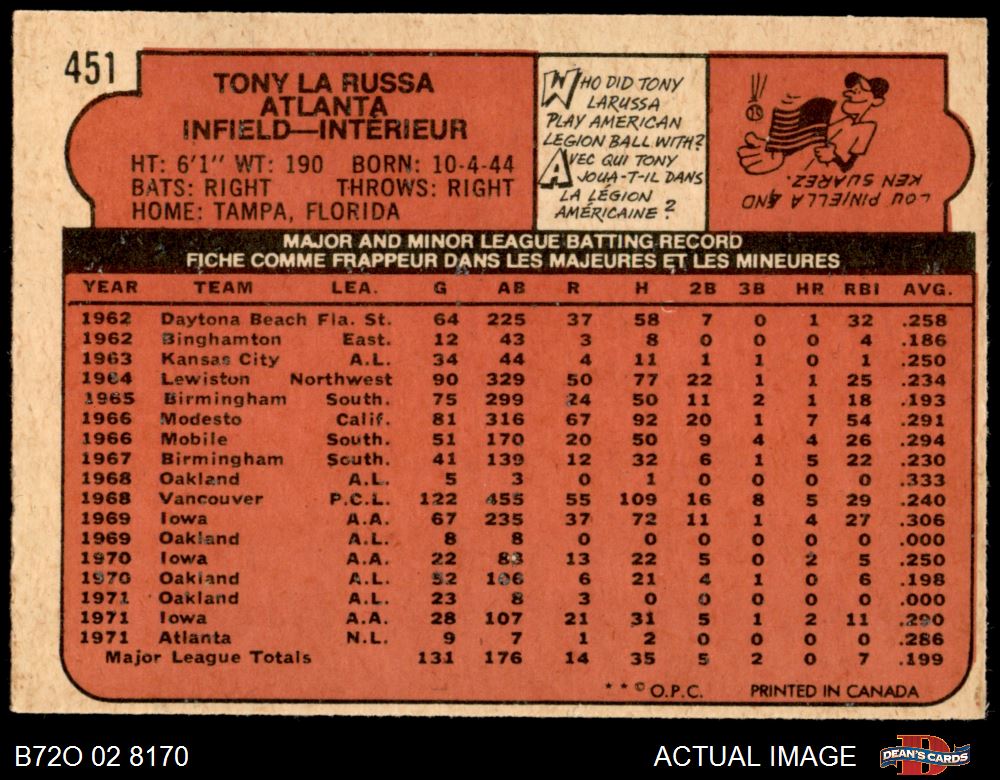 451
TONY LA RUSSA
ATLANTA
INFIELD—INTÉRIEUR
HT: 6'1" WT: 190 BORN: 10-4-44
BATS: RIGHT THROWS: RIGHT
HOME: TAMPA, FLORIDA
WHO DID TONY
LARUSSA
PLAY AMERICAN
LEGION BALL WITH?
AVEC QUI TONY
JOUA-T-IL DANS
LA LÉGION
AMÉRICAINE?
LOU PINIELLA AND
KEN SUAREZ.
MAJOR AND MINOR LEAGUE BATTING RECORD
FICHE COMME FRAPPEUR DANS LES MAJEURES ET LES MINEURES
YEAR TEAM LEA. G AB R H 2B 3B HR RBI AVG.
1962 Daytona Beach Fla. St. 64 225 37 58 7 0 1 32 .258
1962 Binghamton East. 12 43 3 8 0 0 0 4 .186
1963 Kansas City A.L. 34 44 4 11 1 1 0 1 .250
1964 Lewiston Northwest 90 329 50 77 22 1 1 25 .234
1965 Birmingham South. 75 299 24 50 11 2 1 18 .193
1966 Modesto Calif. 81 316 67 92 20 1 7 54 .291
1966 Mobile South. 51 170 20 50 9 4 4 26 .294
1967 Birmingham South. 41 139 12 32 6 1 5 22 .230
1968 Oakland A.L. 5 3 0 1 0 0 0 0 .333
1968 Vancouver P.C.L. 122 455 55 109 16 8 5 29 .240
1969 Iowa A.A. 67 235 37 72 11 1 4 27 .306
1969 Oakland A.L. 8 8 0 0 0 0 0 0 .000
1970 Iowa A.A. 22 88 13 22 5 0 2 5 .250
1970 Oakland A.L. 52 106 6 21 4 1 0 6 .198
1971 Oakland A.L. 23 8 3 0 0 0 0 0 .000
1971 Iowa A.A. 28 107 21 31 5 1 2 11 .290
1971 Atlanta N.L. 9 7 1 2 0 0 0 0 .286
Major League Totals 131 176 14 35 5 2 0 7 .199
* * © O.P.C. PRINTED IN CANADA
B72O 02 8170 ACTUAL IMAGE DEAN'S CARDS